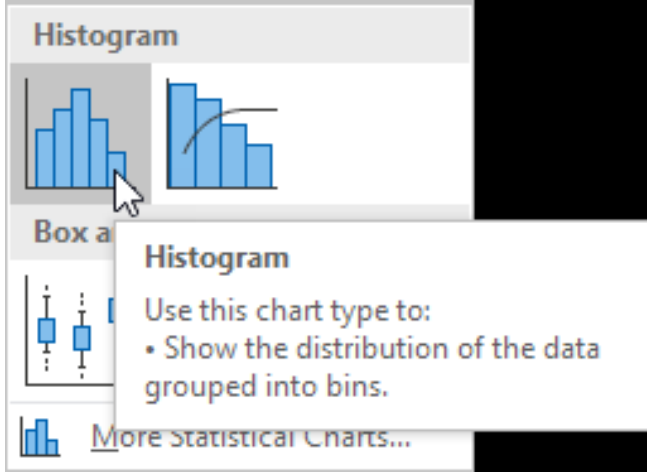 Histogram
Box a
Histogram
Use this chart type to:
• Show the distribution of the data
grouped into bins.
More Statistical Charts...